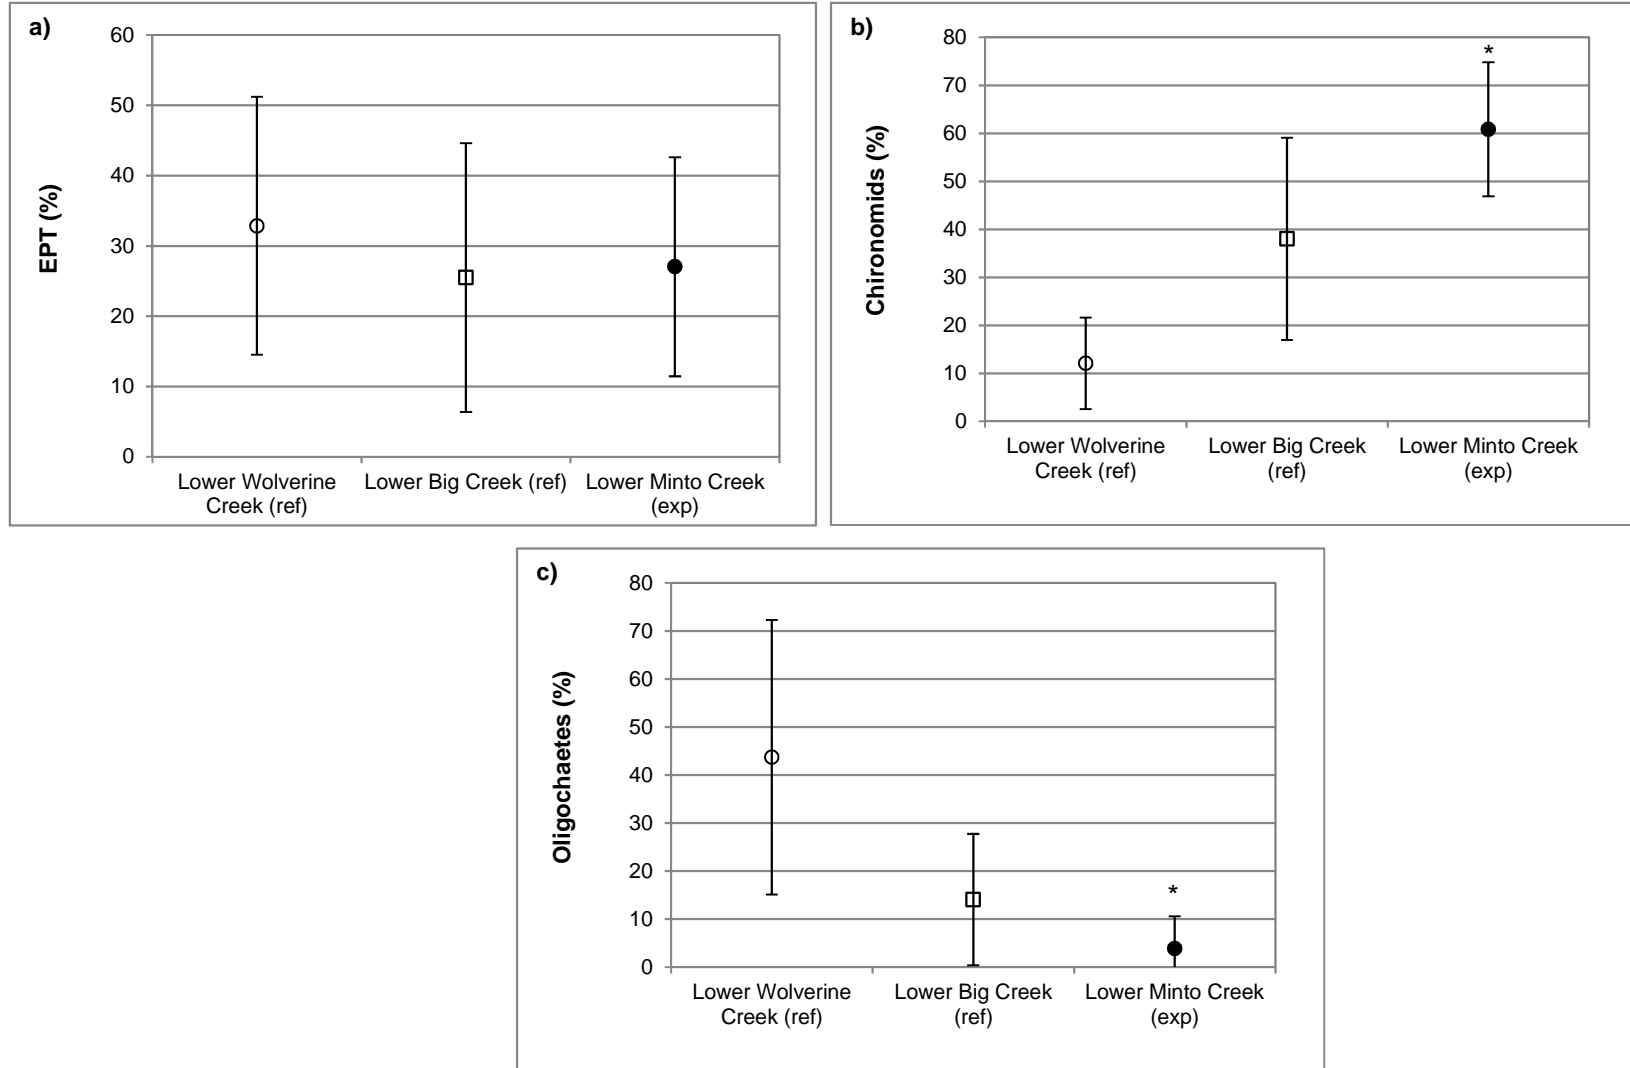 a)
60
50
40
30
20
10
0
EPT (%)
Lower Wolverine
Creek (ref)
Lower Big Creek (ref)
Lower Minto Creek
(exp)
b)
80
70
60
50
40
30
20
10
0
Chironomids (%)
*
Lower Wolverine
Creek (ref)
Lower Big Creek
(ref)
Lower Minto Creek
(exp)
c)
80
70
60
50
40
30
20
10
0
Oligochaetes (%)
*
Lower Wolverine
Creek (ref)
Lower Big Creek
(ref)
Lower Minto Creek
(exp)